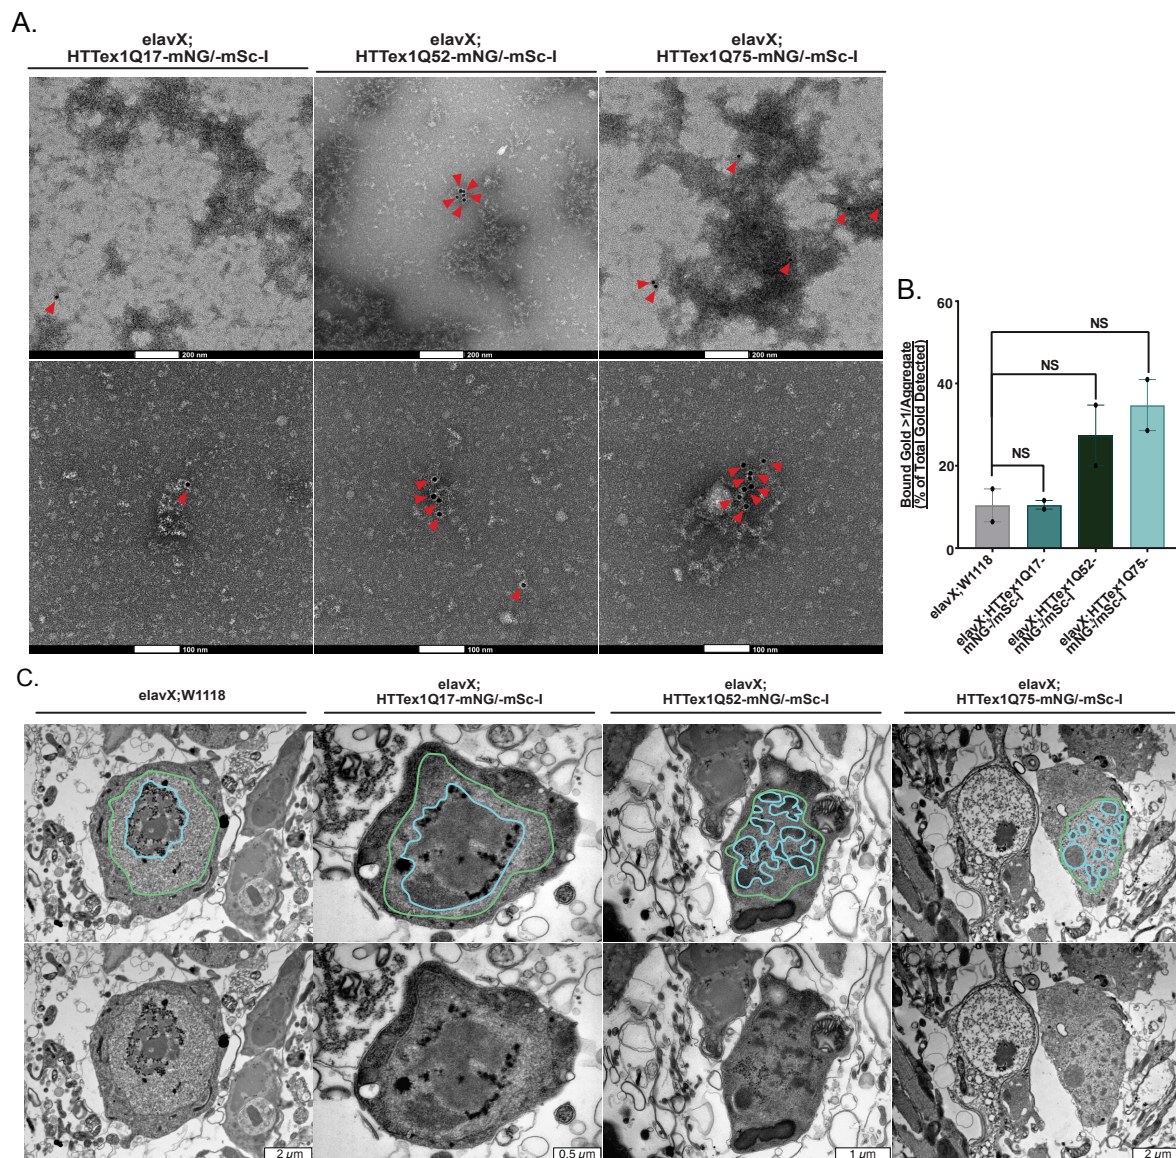 A.
elavX;
HTTex1Q17-mNG/-mSc-I
elavX;
HTTex1Q52-mNG/-mSc-I
elavX;
HTTex1Q75-mNG/-mSc-I
200 nm
200 nm
200 nm
100 nm
100 nm
100 nm
B.
Bound Gold >1/Aggregate
(% of Total Gold Detected)
60
40
20
0
NS
NS
NS
elavX;W1118
elavX;HTTex1Q17-
mNG-/mSc-I
elavX;HTTex1Q52-
mNG-/mSc-I
elavX;HTTex1Q75-
mNG-/mSc-I
C.
elavX;W1118
elavX;
HTTex1Q17-mNG/-mSc-I
elavX;
HTTex1Q52-mNG/-mSc-I
elavX;
HTTex1Q75-mNG/-mSc-I
2 µm
0.5 µm
1 µm
2 µm